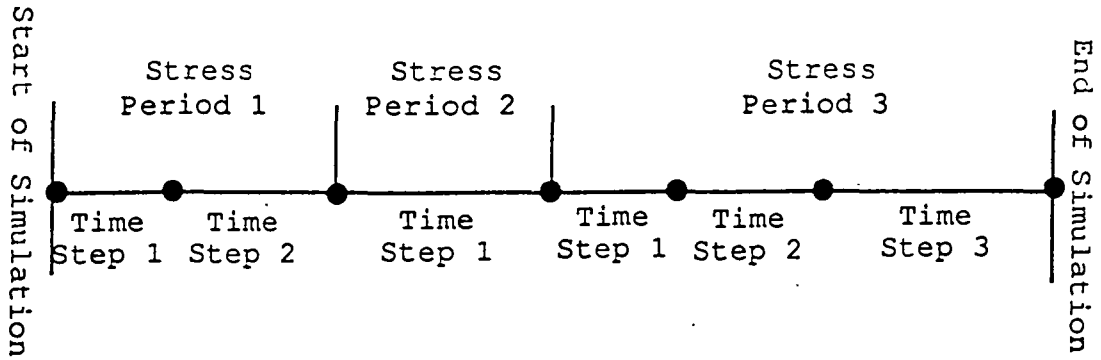 Start of Simulation
Stress
Period 1
Stress
Period 2
Stress
Period 3
End of Simulation
Time
Step 1
Time
Step 2
Time
Step 1
Time
Step 1
Time
Step 2
Time
Step 3